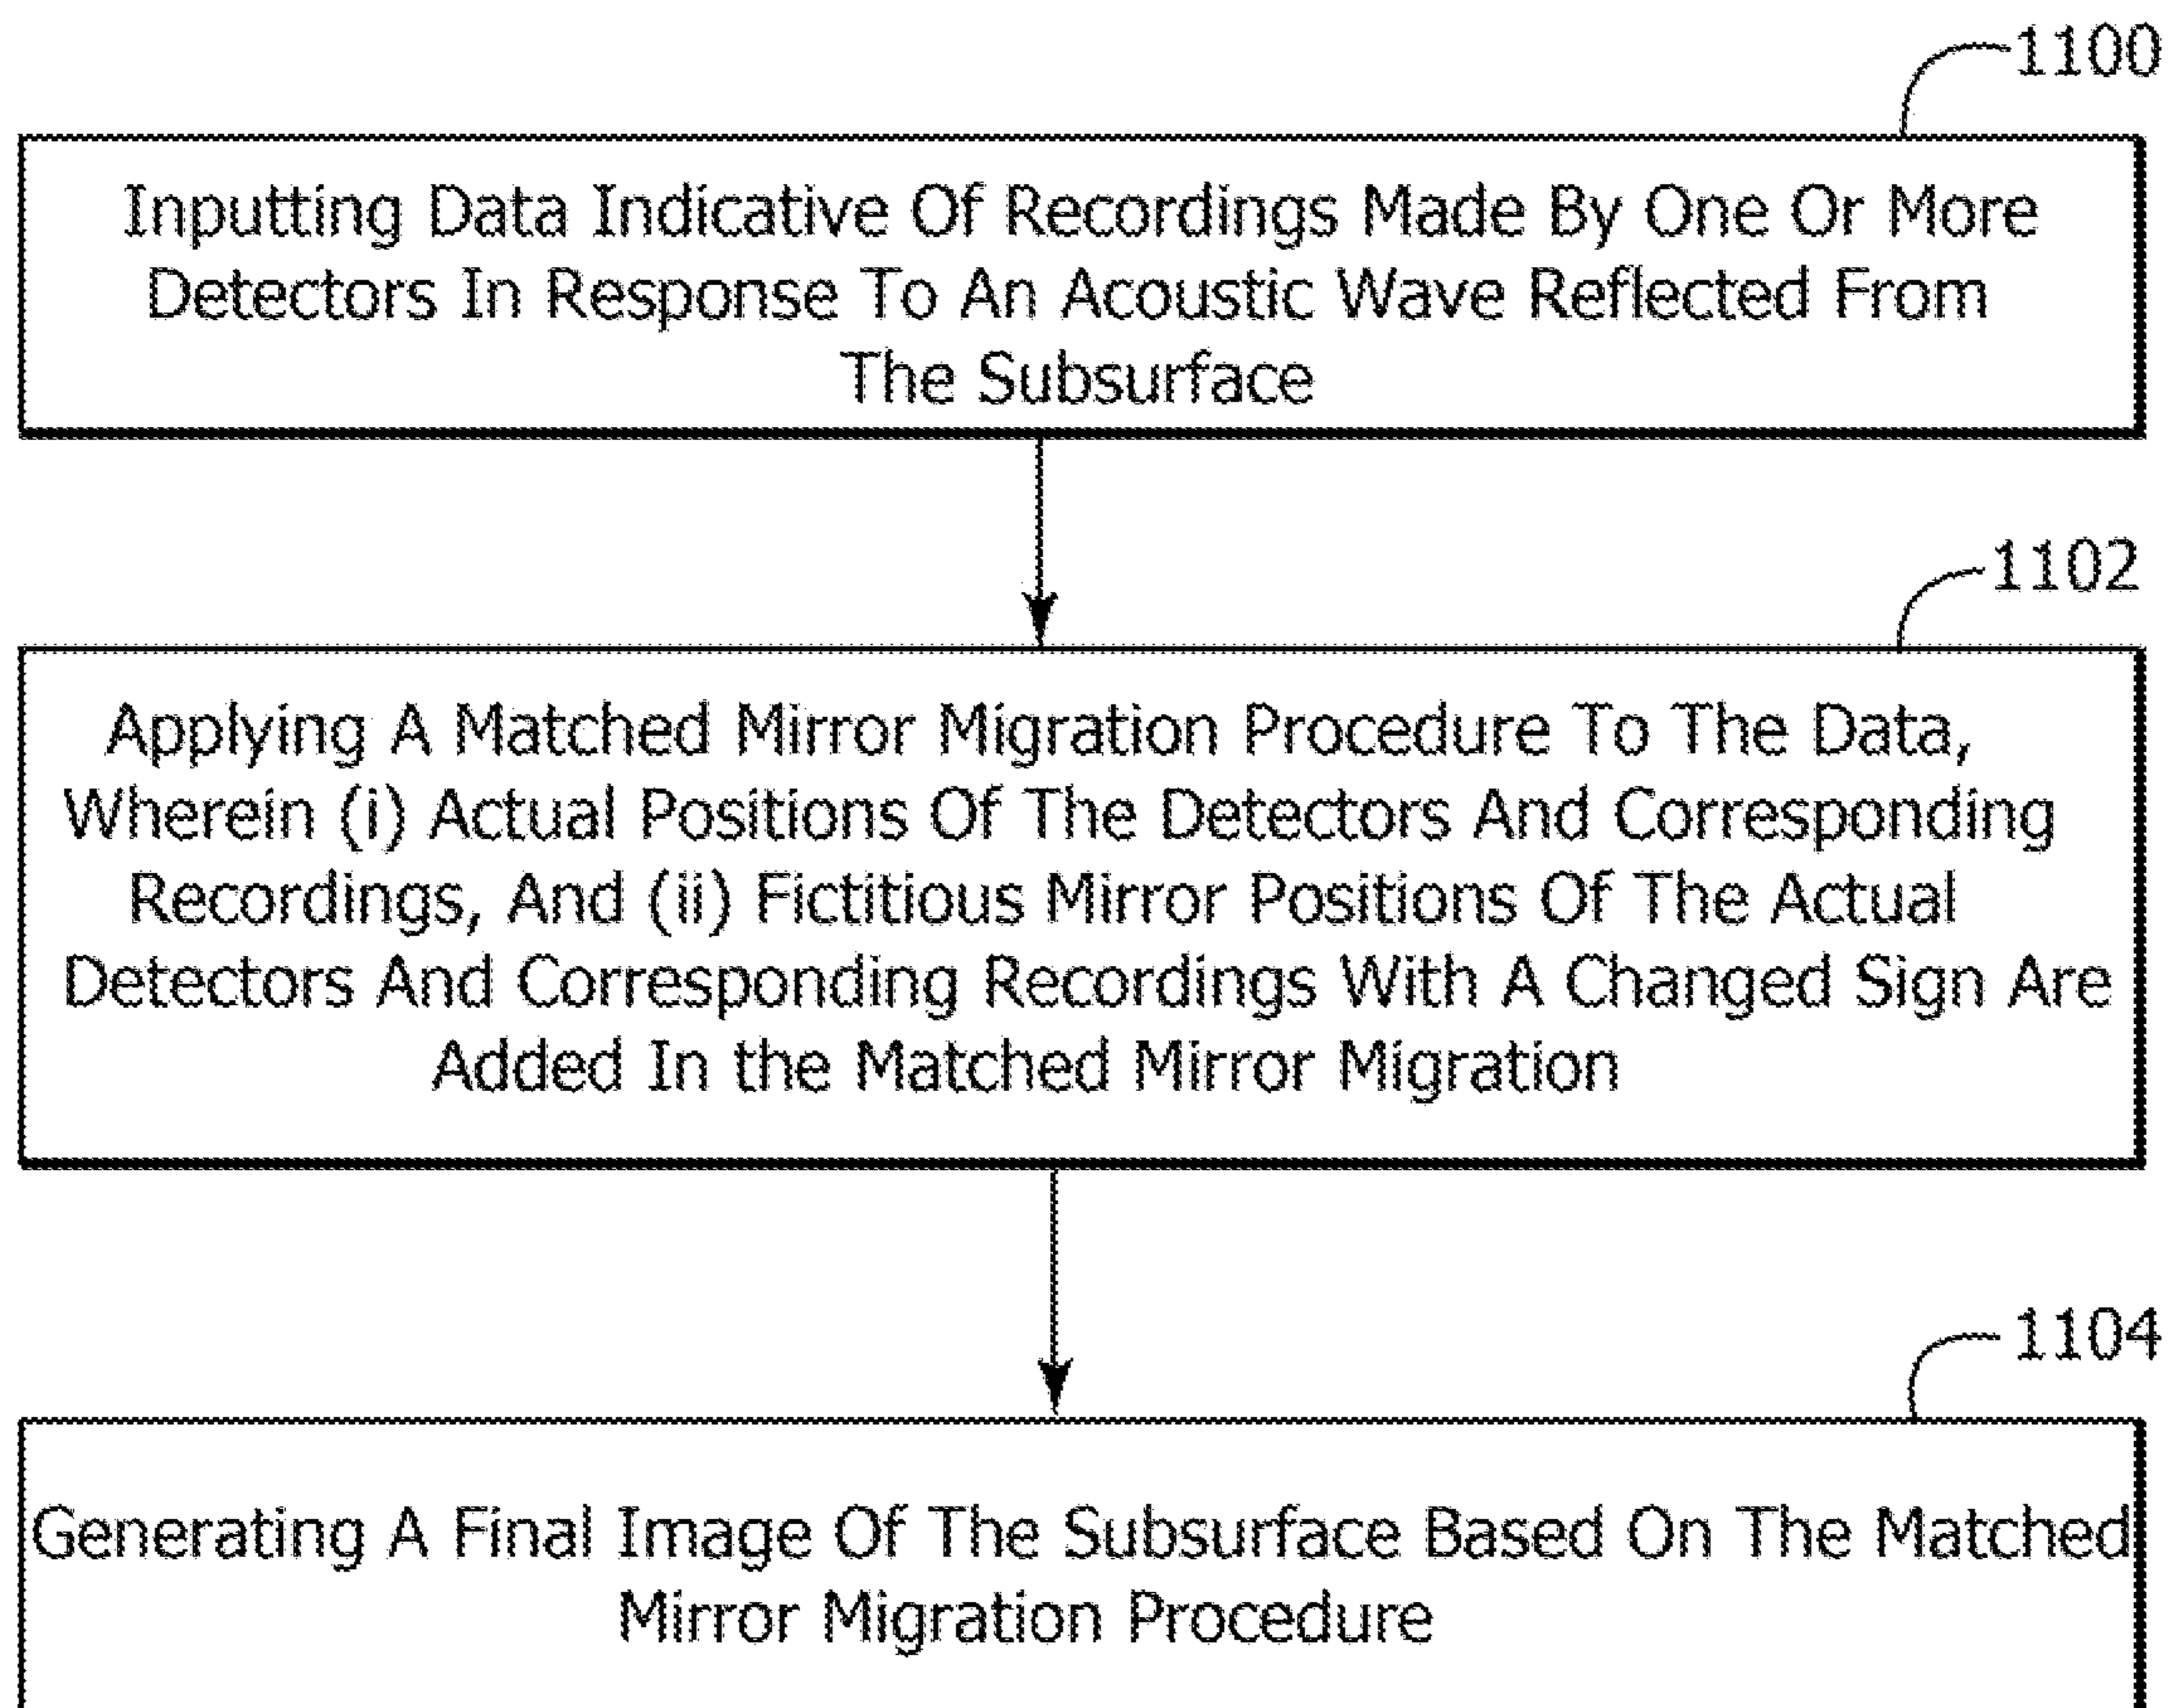 1100
Inputting Data Indicative Of Recordings Made By One Or More
Detectors In Response To An Acoustic Wave Reflected From
The Subsurface
1102
Applying A Matched Mirror Migration Procedure To The Data,
Wherein (i) Actual Positions Of The Detectors And Corresponding
Recordings, And (ii) Fictitious Mirror Positions Of The Actual
Detectors And Corresponding Recordings With A Changed Sign Are
Added In the Matched Mirror Migration
1104
Generating A Final Image Of The Subsurface Based On The Matched
Mirror Migration Procedure